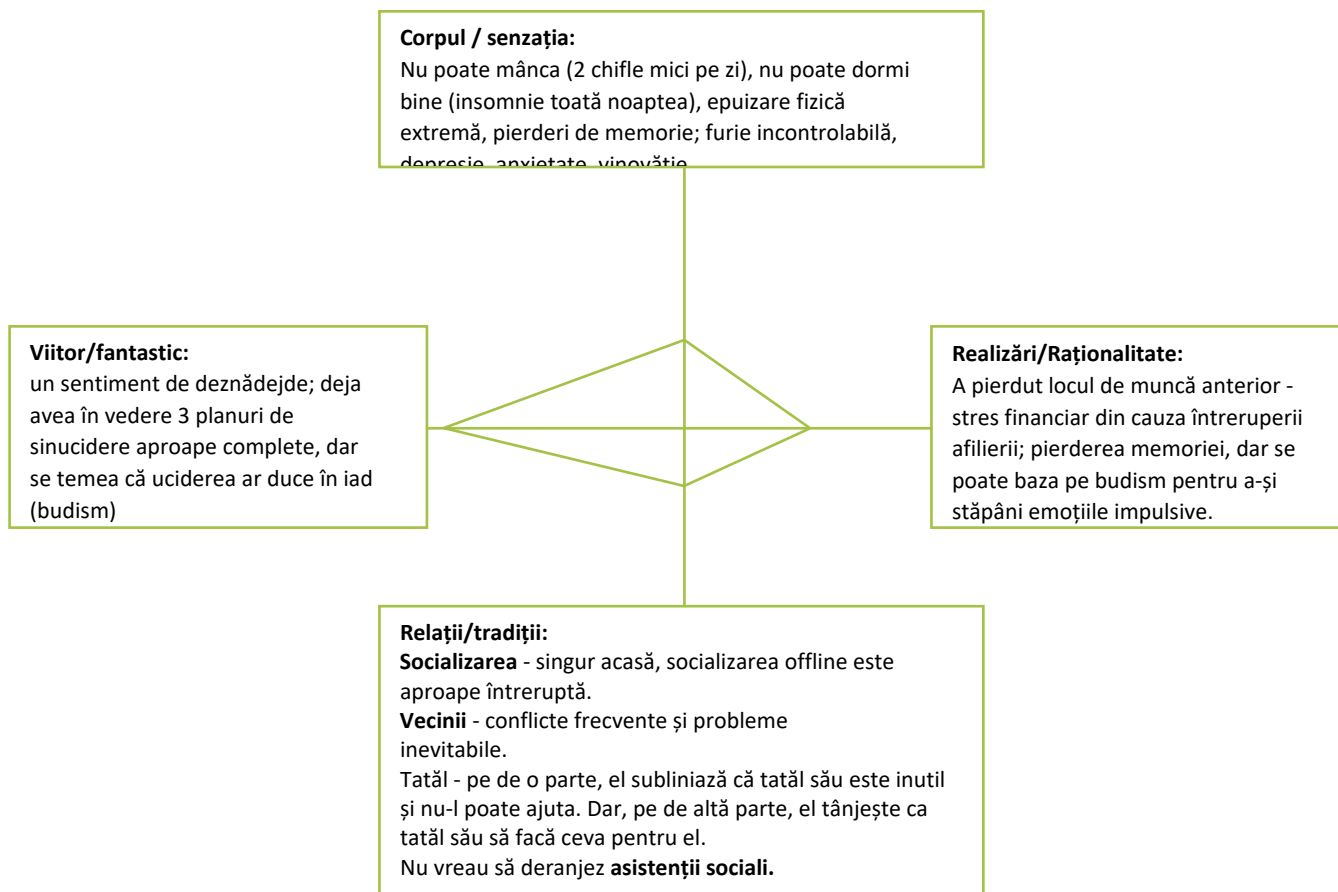 Corpul / senzația:
Nu poate mânca (2 chifle mici pe zi), nu poate dormi
bine (insomnie toată noaptea), epuizare fizică
extremă, pierderi de memorie; furie incontrolabilă,
depresie, anxietate, vinovăție
Viitor/fantastic:
un sentiment de deznădejde; deja
avea în vedere 3 planuri de
sinucidere aproape complete, dar
se temea că uciderea ar duce în iad
(budism)
Realizări/Raționalitate:
A pierdut locul de muncă anterior -
stres financiar din cauza întreruperii
afilierii; pierderea memoriei, dar se
poate baza pe budism pentru a-și
stăpâni emoțiile impulsive.
Relații/tradiții:
Socializarea - singur acasă, socializarea offline este
aproape întreruptă.
Vecinii - conflicte frecvente și probleme
inevitabile.
Tatăl - pe de o parte, el subliniază că tatăl său este inutil
și nu-l poate ajuta. Dar, pe de altă parte, el tânjește ca
tatăl său să facă ceva pentru el.
Nu vreau să deranjez asistenții sociali.